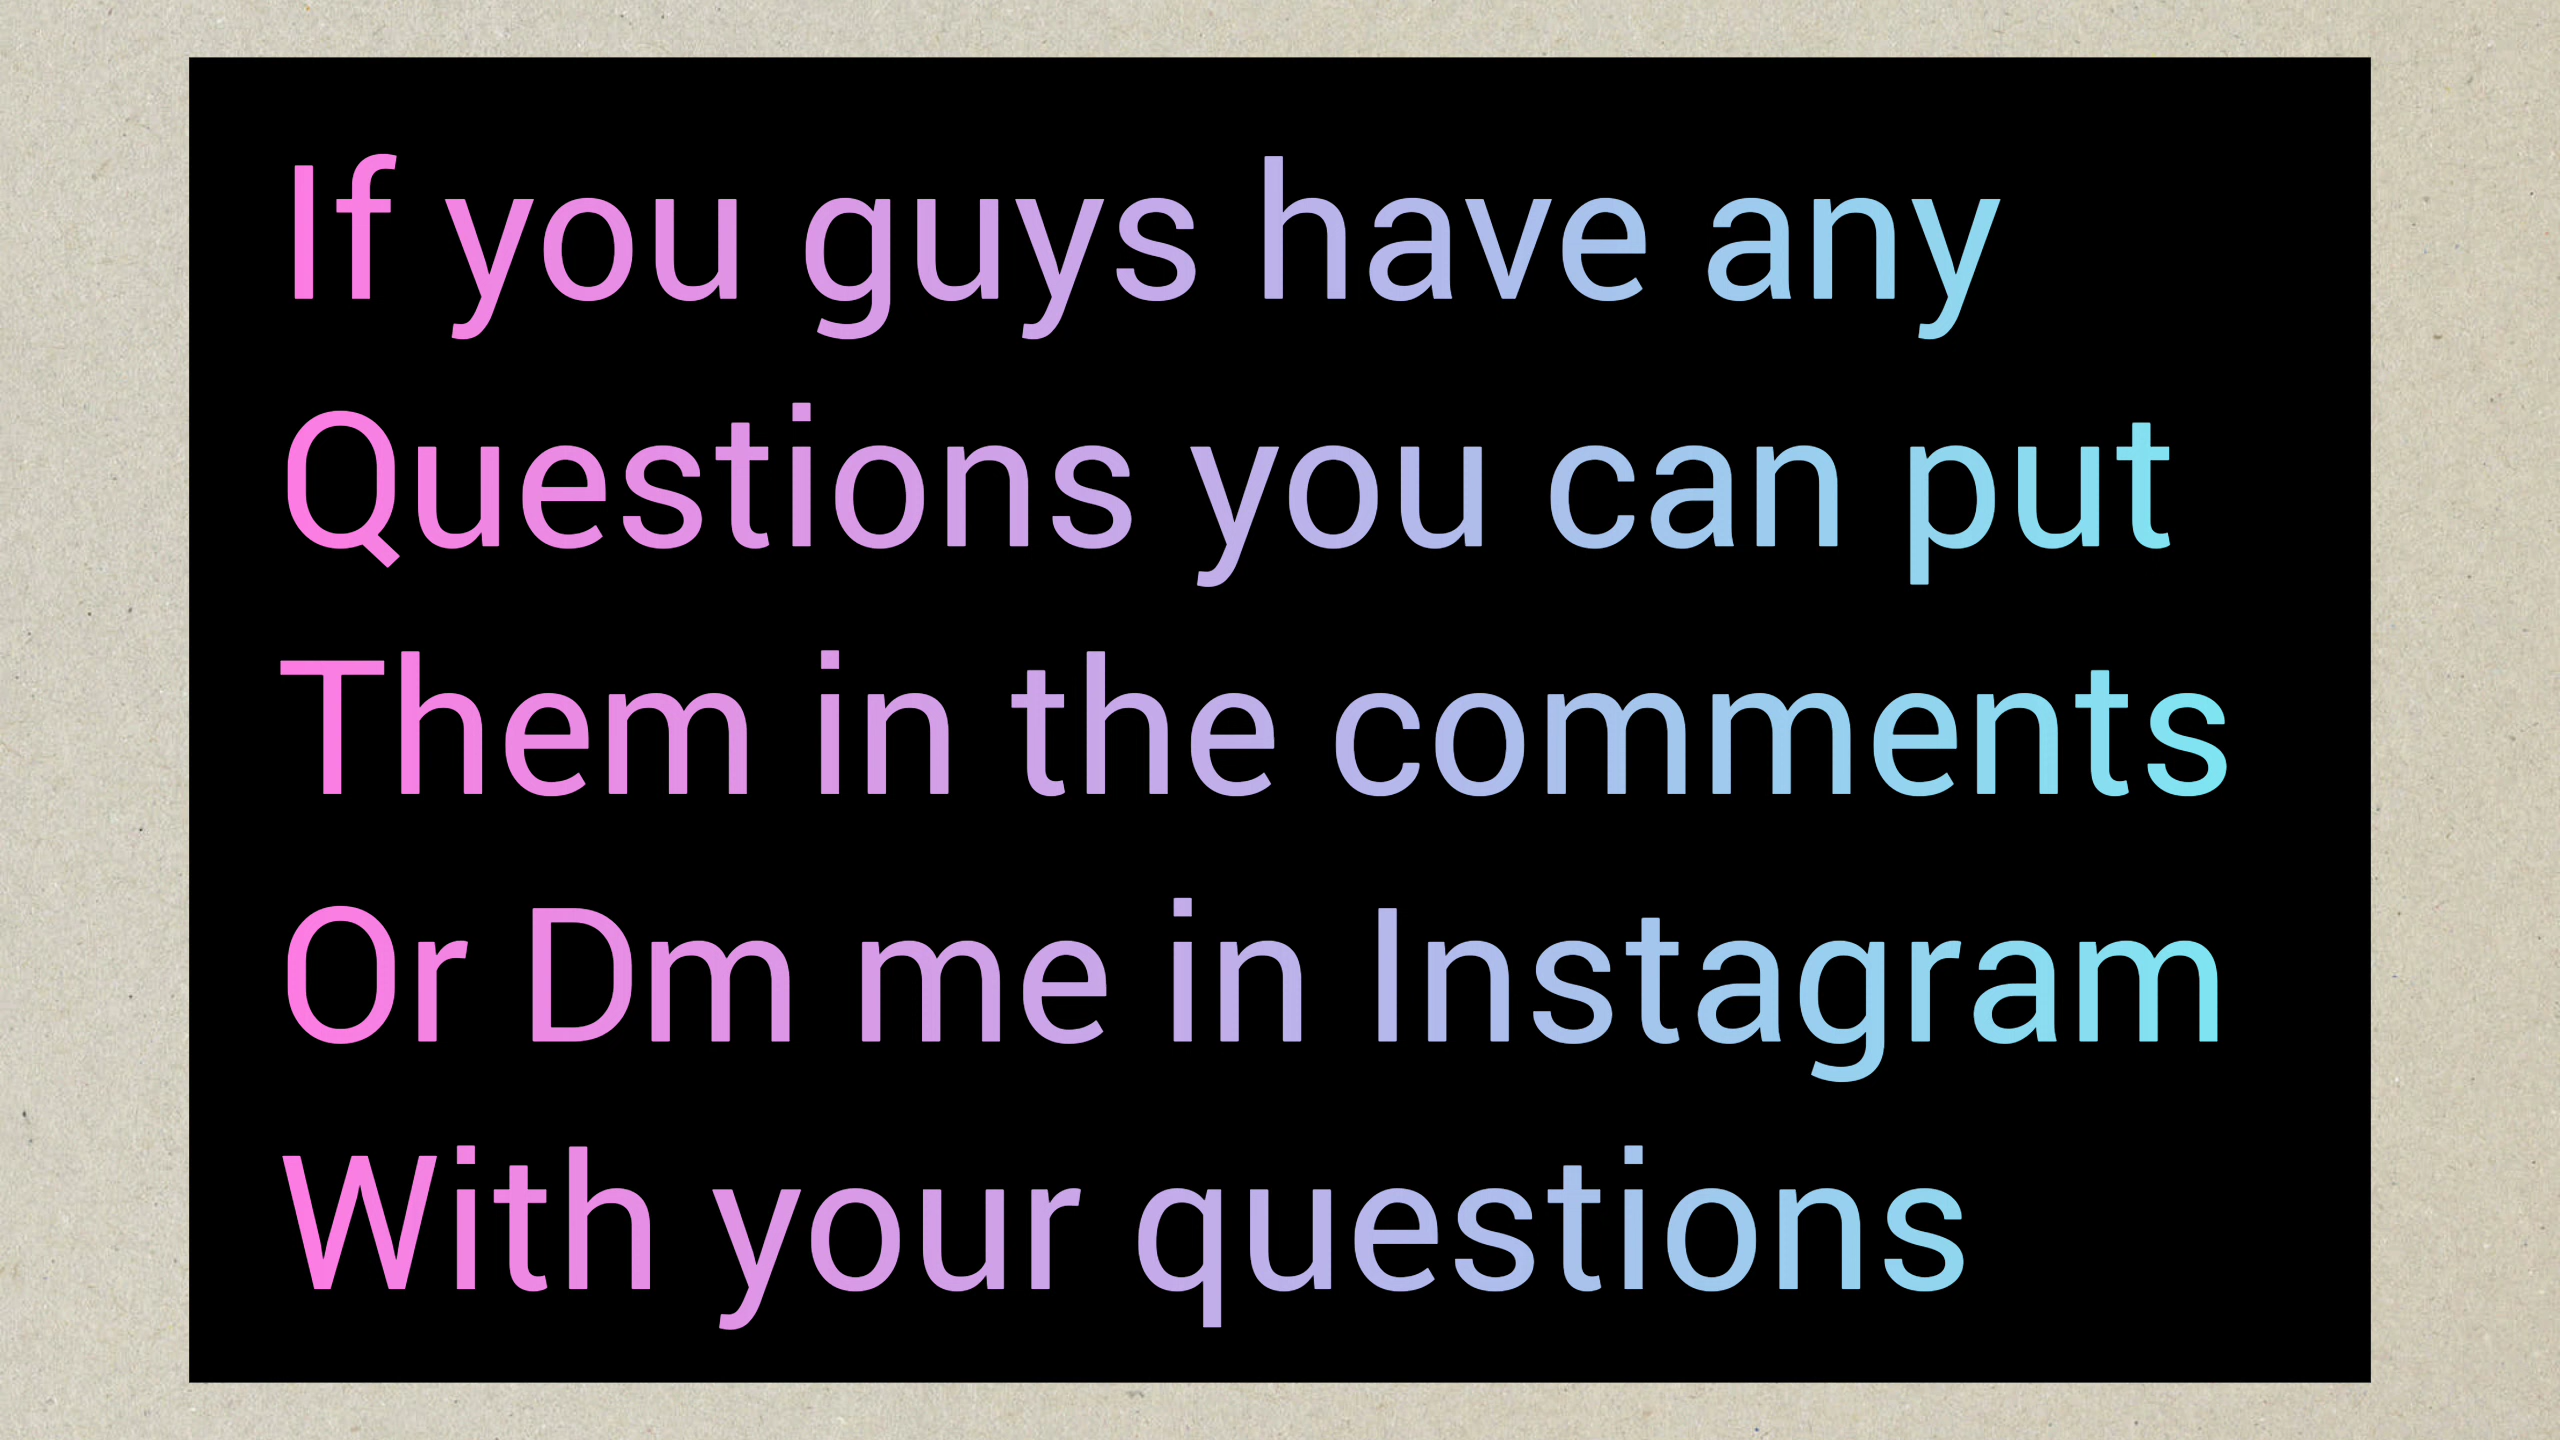 If you guys have any
Questions you can put
Them in the comments
Or Dm me in Instagram
With your questions